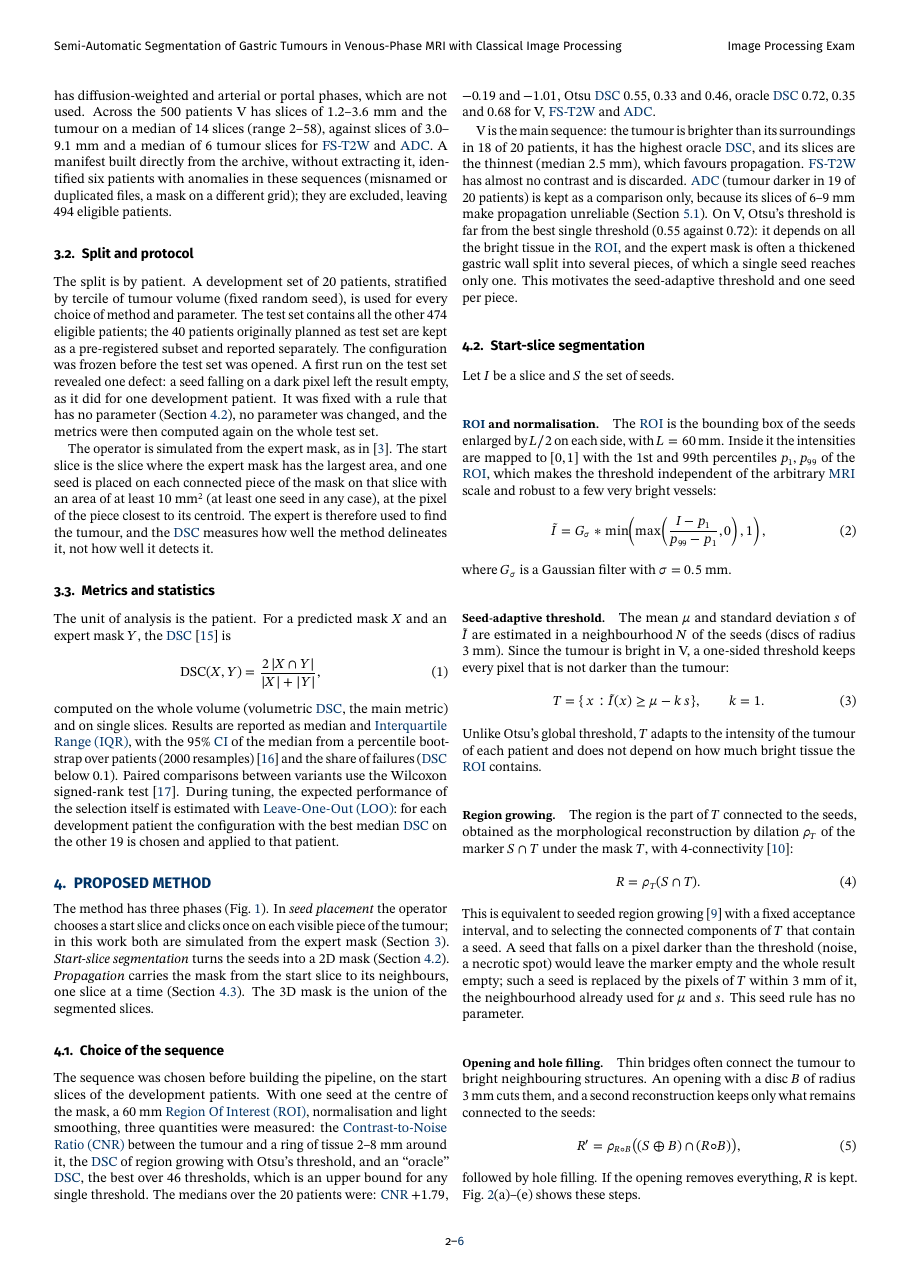 Semi-Automatic Segmentation of Gastric Tumours in Venous-Phase MRI with Classical Image Processing
Image Processing Exam
has diffusion-weighted and arterial or portal phases, which are not
used. Across the 500 patients V has slices of 1.2–3.6 mm and the
tumour on a median of 14 slices (range 2–58), against slices of 3.0–
9.1 mm and a median of 6 tumour slices for FS-T2W and ADC. A
manifest built directly from the archive, without extracting it, iden-
tified six patients with anomalies in these sequences (misnamed or
duplicated files, a mask on a different grid); they are excluded, leaving
494 eligible patients.
3.2. Split and protocol
The split is by patient. A development set of 20 patients, stratified
by tercile of tumour volume (fixed random seed), is used for every
choice of method and parameter. The test set contains all the other 474
eligible patients; the 40 patients originally planned as test set are kept
as a pre-registered subset and reported separately. The configuration
was frozen before the test set was opened. A first run on the test set
revealed one defect: a seed falling on a dark pixel left the result empty,
as it did for one development patient. It was fixed with a rule that
has no parameter (Section 4.2), no parameter was changed, and the
metrics were then computed again on the whole test set.
The operator is simulated from the expert mask, as in [3]. The start
slice is the slice where the expert mask has the largest area, and one
seed is placed on each connected piece of the mask on that slice with
an area of at least 10 mm² (at least one seed in any case), at the pixel
of the piece closest to its centroid. The expert is therefore used to find
the tumour, and the DSC measures how well the method delineates
it, not how well it detects it.
3.3. Metrics and statistics
The unit of analysis is the patient. For a predicted mask X and an
expert mask Y, the DSC [15] is
DSC(X, Y) = 2 |X ∩ Y| / |X| + |Y|, (1)
computed on the whole volume (volumetric DSC, the main metric)
and on single slices. Results are reported as median and Interquartile
Range (IQR), with the 95% CI of the median from a percentile boot-
strap over patients (2000 resamples) [16] and the share of failures (DSC
below 0.1). Paired comparisons between variants use the Wilcoxon
signed-rank test [17]. During tuning, the expected performance of
the selection itself is estimated with Leave-One-Out (LOO): for each
development patient the configuration with the best median DSC on
the other 19 is chosen and applied to that patient.
4. PROPOSED METHOD
The method has three phases (Fig. 1). In seed placement the operator
chooses a start slice and clicks once on each visible piece of the tumour;
in this work both are simulated from the expert mask (Section 3).
Start-slice segmentation turns the seeds into a 2D mask (Section 4.2).
Propagation carries the mask from the start slice to its neighbours,
one slice at a time (Section 4.3). The 3D mask is the union of the
segmented slices.
4.1. Choice of the sequence
The sequence was chosen before building the pipeline, on the start
slices of the development patients. With one seed at the centre of
the mask, a 60 mm Region Of Interest (ROI), normalisation and light
smoothing, three quantities were measured: the Contrast-to-Noise
Ratio (CNR) between the tumour and a ring of tissue 2–8 mm around
it, the DSC of region growing with Otsu's threshold, and an “oracle”
DSC, the best over 46 thresholds, which is an upper bound for any
single threshold. The medians over the 20 patients were: CNR +1.79,
−0.19 and −1.01, Otsu DSC 0.55, 0.33 and 0.46, oracle DSC 0.72, 0.35
and 0.68 for V, FS-T2W and ADC.
V is the main sequence: the tumour is brighter than its surroundings
in 18 of 20 patients, it has the highest oracle DSC, and its slices are
the thinnest (median 2.5 mm), which favours propagation. FS-T2W
has almost no contrast and is discarded. ADC (tumour darker in 19 of
20 patients) is kept as a comparison only, because its slices of 6–9 mm
make propagation unreliable (Section 5.1). On V, Otsu's threshold is
far from the best single threshold (0.55 against 0.72): it depends on all
the bright tissue in the ROI, and the expert mask is often a thickened
gastric wall split into several pieces, of which a single seed reaches
only one. This motivates the seed-adaptive threshold and one seed
per piece.
4.2. Start-slice segmentation
Let I be a slice and S the set of seeds.
ROI and normalisation. The ROI is the bounding box of the seeds
enlarged by L/2 on each side, with L = 60 mm. Inside it the intensities
are mapped to [0, 1] with the 1st and 99th percentiles p₁, p₉₉ of the
ROI, which makes the threshold independent of the arbitrary MRI
scale and robust to a few very bright vessels:
Ĩ = G_σ ∗ min(max(I − p₁ / p₉₉ − p₁, 0), 1), (2)
where G_σ is a Gaussian filter with σ = 0.5 mm.
Seed-adaptive threshold. The mean μ and standard deviation s of
Ĩ are estimated in a neighbourhood N of the seeds (discs of radius
3 mm). Since the tumour is bright in V, a one-sided threshold keeps
every pixel that is not darker than the tumour:
T = { x : Ĩ(x) ≥ μ − k s}, k = 1. (3)
Unlike Otsu's global threshold, T adapts to the intensity of the tumour
of each patient and does not depend on how much bright tissue the
ROI contains.
Region growing. The region is the part of T connected to the seeds,
obtained as the morphological reconstruction by dilation ρ_T of the
marker S ∩ T under the mask T, with 4-connectivity [10]:
R = ρ_T(S ∩ T). (4)
This is equivalent to seeded region growing [9] with a fixed acceptance
interval, and to selecting the connected components of T that contain
a seed. A seed that falls on a pixel darker than the threshold (noise,
a necrotic spot) would leave the marker empty and the whole result
empty; such a seed is replaced by the pixels of T within 3 mm of it,
the neighbourhood already used for μ and s. This seed rule has no
parameter.
Opening and hole filling. Thin bridges often connect the tumour to
bright neighbouring structures. An opening with a disc B of radius
3 mm cuts them, and a second reconstruction keeps only what remains
connected to the seeds:
R′ = ρ_R∘B((S ⊕ B) ∩ (R∘B)), (5)
followed by hole filling. If the opening removes everything, R is kept.
Fig. 2(a)–(e) shows these steps.
2–6